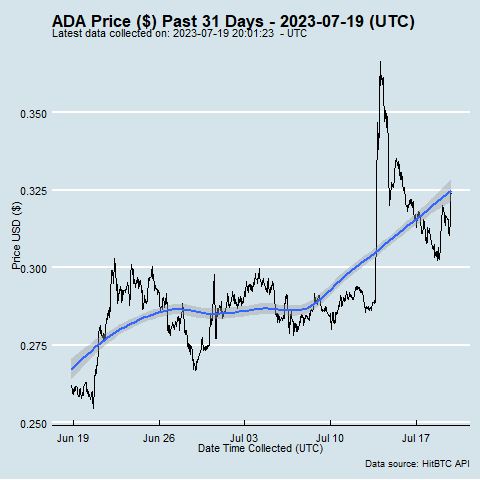 ADA Price ($) Past 31 Days - 2023-07-19 (UTC)
Latest data collected on: 2023-07-19 20:01:23 - UTC
0.350
0.325
0.300
0.275
0.250
Price USD ($)
Jun 19 Jun 26 Jul 03 Jul 10 Jul 17
Date Time Collected (UTC)
Data source: HitBTC API